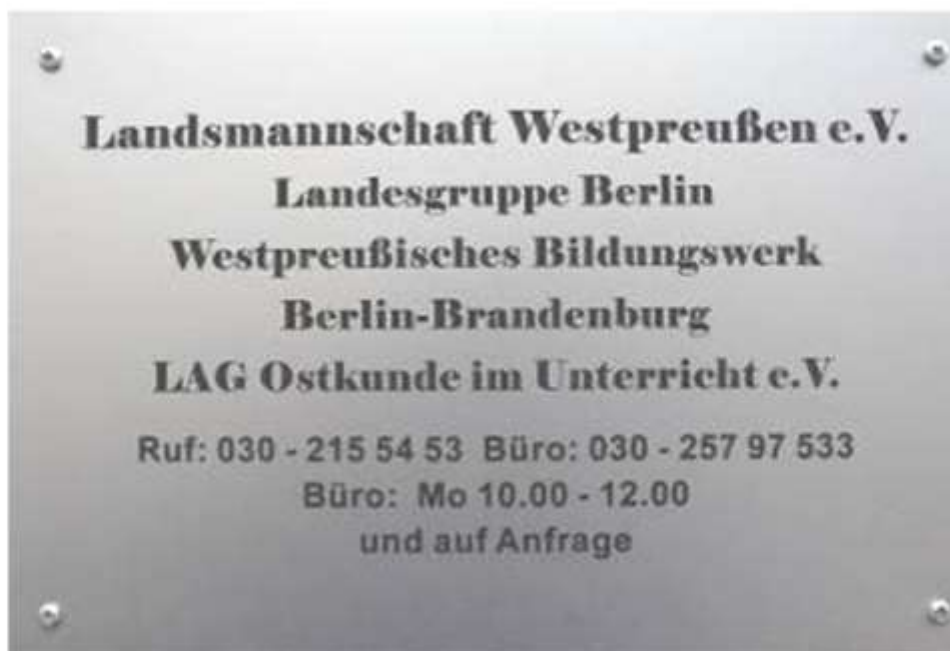 Landsmannschaft Westpreußen e.V.
Landesgruppe Berlin
Westpreußisches Bildungswerk
Berlin-Brandenburg
LAG Ostkunde im Unterricht e.V.
Ruf: 030 - 215 54 53 Büro: 030 - 257 97 533
Büro: Mo 10.00 - 12.00
und auf Anfrage